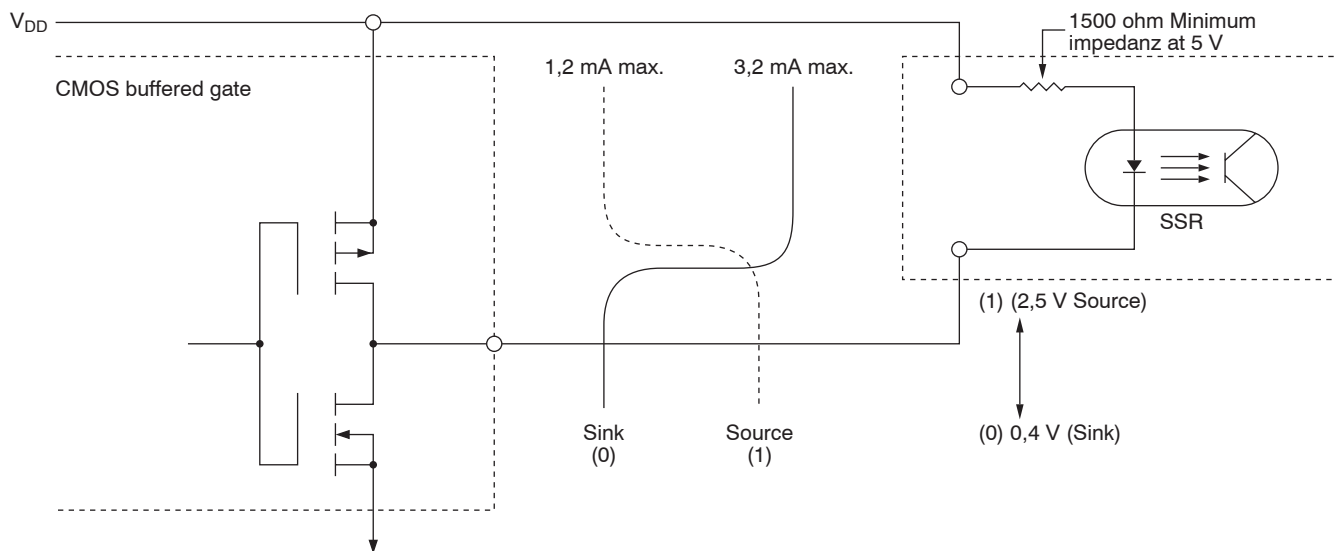 V_DD
1500 ohm Minimum
impedanz at 5 V
CMOS buffered gate
1,2 mA max.
3,2 mA max.
SSR
(1) (2,5 V Source)
Sink
(0)
Source
(1)
(0) 0,4 V (Sink)